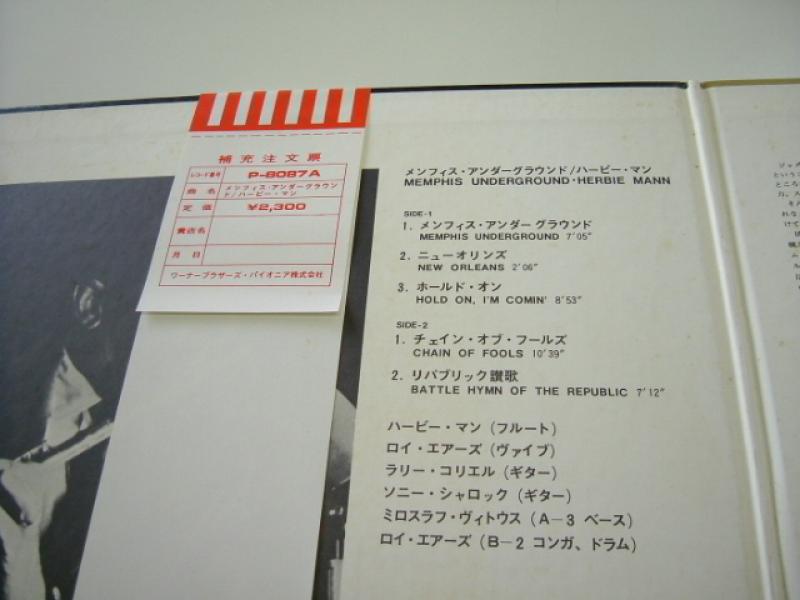 補充注文票
レコード番号 P-8087A
曲名 メンフィス・アンダーグラウン
ド/ハービー・マン
定価 ¥2,300
貴店名
月日
ワーナーブラザーズ・パイオニア株式会社
メンフィス・アンダーグラウンド/ハービー・マン
MEMPHIS UNDERGROUND・HERBIE MANN
SIDE-1
1. メンフィス・アンダーグラウンド
MEMPHIS UNDERGROUND 7'05"
2. ニューオリンズ
NEW ORLEANS 2'06"
3. ホールド・オン
HOLD ON, I'M COMIN' 8'53"
SIDE-2
1. チェイン・オブ・フールズ
CHAIN OF FOOLS 10'39"
2. リパブリック讃歌
BATTLE HYMN OF THE REPUBLIC 7'12"
ハービー・マン(フルート)
ロイ・エアーズ(ヴァイブ)
ラリー・コリエル(ギター)
ソニー・シャロック(ギター)
ミロスラフ・ヴィトウス(A-3 ベース)
ロイ・エアーズ(B-2 コンガ、ドラム)